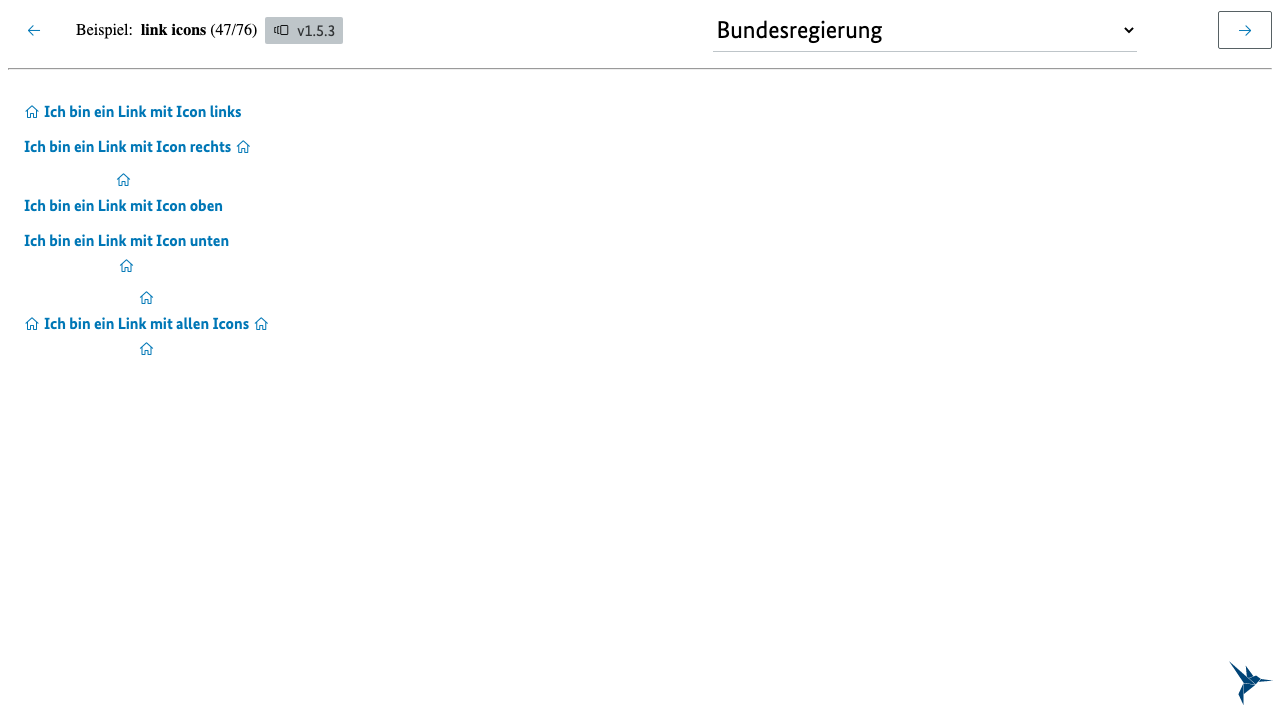 Beispiel: link icons (47/76) v1.5.3 Bundesregierung
Ich bin ein Link mit Icon links
Ich bin ein Link mit Icon rechts
Ich bin ein Link mit Icon oben
Ich bin ein Link mit Icon unten
Ich bin ein Link mit allen Icons